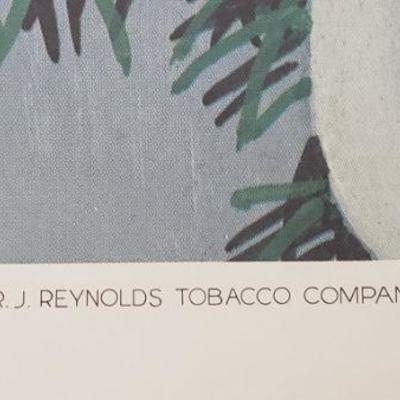 R. J. REYNOLDS TOBACCO COMPAN